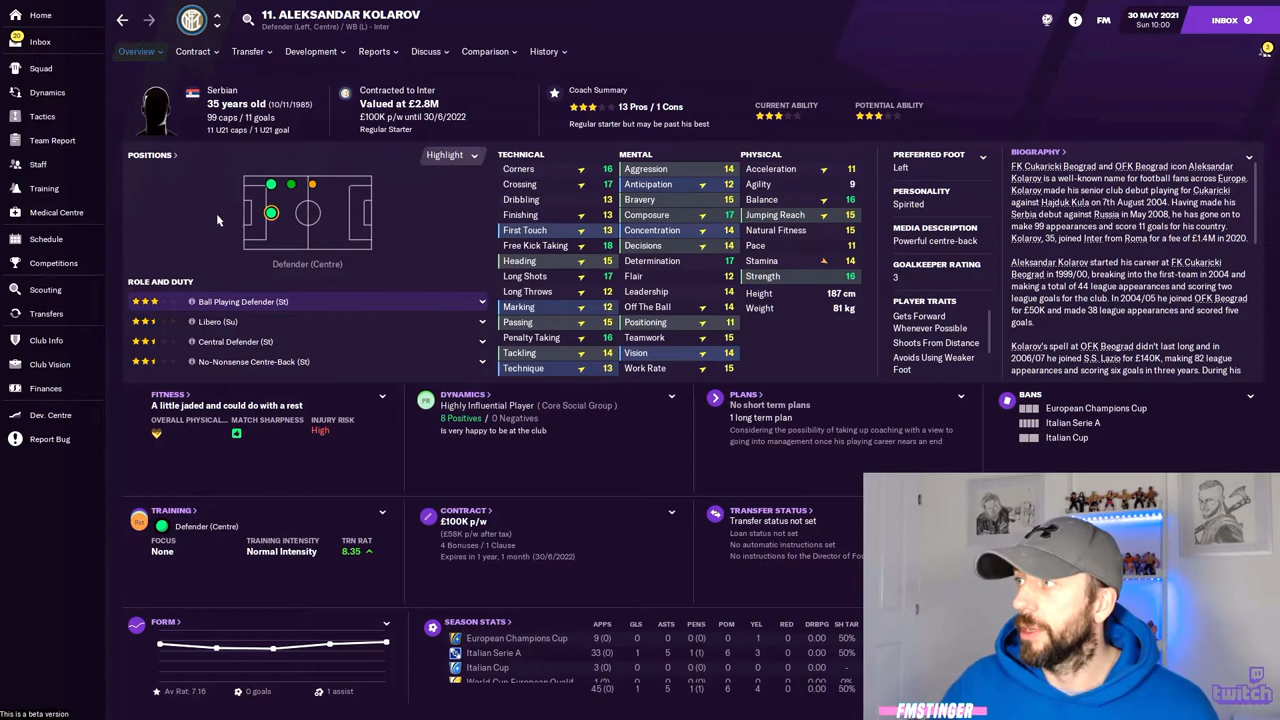 11. ALEKSANDAR KOLAROV
Defender (Left, Centre) / WB (L) - Inter
FM
30 MAY 2021
Sun 10:00
INBOX
Home
20
Inbox
Squad
Dynamics
Tactics
Team Report
Staff
Training
Medical Centre
Schedule
Competitions
Scouting
Transfers
Club Info
Club Vision
Finances
Dev. Centre
Report Bug
This is a beta version
Overview
Contract
Transfer
Development
Reports
Discuss
Comparison
History
3
Serbian
35 years old (10/11/1985)
99 caps / 11 goals
11 U21 caps / 1 U21 goal
Contracted to Inter
Valued at £2.8M
£100K p/w until 30/6/2022
Regular Starter
Coach Summary
13 Pros / 1 Cons
Regular starter but may be past his best
CURRENT ABILITY
POTENTIAL ABILITY
POSITIONS
Highlight
Defender (Centre)
ROLE AND DUTY
Ball Playing Defender (St)
Libero (Su)
Central Defender (St)
No-Nonsense Centre-Back (St)
TECHNICAL
Corners 16
Crossing 17
Dribbling 13
Finishing 13
First Touch 13
Free Kick Taking 18
Heading 15
Long Shots 17
Long Throws 12
Marking 12
Passing 15
Penalty Taking 16
Tackling 14
Technique 13
MENTAL
Aggression 14
Anticipation 12
Bravery 15
Composure 17
Concentration 14
Decisions 14
Determination 17
Flair 12
Leadership 14
Off The Ball 14
Positioning 11
Teamwork 15
Vision 14
Work Rate 15
PHYSICAL
Acceleration 11
Agility 9
Balance 16
Jumping Reach 15
Natural Fitness 15
Pace 11
Stamina 14
Strength 16
Height 187 cm
Weight 81 kg
PREFERRED FOOT
Left
PERSONALITY
Spirited
MEDIA DESCRIPTION
Powerful centre-back
GOALKEEPER RATING
3
PLAYER TRAITS
Gets Forward
Whenever Possible
Shoots From Distance
Avoids Using Weaker
Foot
BIOGRAPHY
FK Cukaricki Beograd and OFK Beograd icon Aleksandar
Kolarov is a well-known name for football fans across Europe.
Kolarov made his senior club debut playing for Cukaricki
against Hajduk Kula on 7th August 2004. Having made his
Serbia debut against Russia in May 2008, he has gone on to
make 99 appearances and score 11 goals for his country.
Kolarov, 35, joined Inter from Roma for a fee of £1.4M in 2020.
Aleksandar Kolarov started his career at FK Cukaricki
Beograd in 1999/00, breaking into the first-team in 2004 and
making a total of 44 league appearances and scoring two
league goals for the club. In 2004/05 he joined OFK Beograd
for £50K and made 38 league appearances and scored five
goals.
Kolarov's spell at OFK Beograd didn't last long and in
2006/07 he joined S.S. Lazio for £140K, making 82 league
appearances and scoring six goals in three years. During his
FITNESS
A little jaded and could do with a rest
OVERALL PHYSICAL...
MATCH SHARPNESS
INJURY RISK
High
PR
DYNAMICS
Highly Influential Player ( Core Social Group )
8 Positives / 0 Negatives
Is very happy to be at the club
PLANS
No short term plans
1 long term plan
Considering the possibility of taking up coaching with a view to
going into management once his playing career nears an end
BANS
European Champions Cup
Italian Serie A
Italian Cup
Rst
TRAINING
Defender (Centre)
FOCUS
None
TRAINING INTENSITY
Normal Intensity
TRN RAT
8.35
CONTRACT
£100K p/w
(£58K p/w after tax)
4 Bonuses / 1 Clause
Expires in 1 year, 1 month (30/6/2022)
TRANSFER STATUS
Transfer status not set
Loan status not set
No automatic instructions set
No instructions for the Director of Foo
FORM
Av Rat: 7.16
0 goals
1 assist
SEASON STATS
APPS GLS ASTS PENS POM YEL RED DRBPG SH TAR
European Champions Cup 9 (0) 0 0 0 (0) 0 1 0 0.00 50%
Italian Serie A 33 (0) 1 5 1 (1) 6 3 0 0.00 50%
Italian Cup 3 (0) 0 0 0 (0) 0 0 0 0.00 -
45 (0) 1 5 1 (1) 6 4 0 0.00 50%
FMSTINGER
twitch